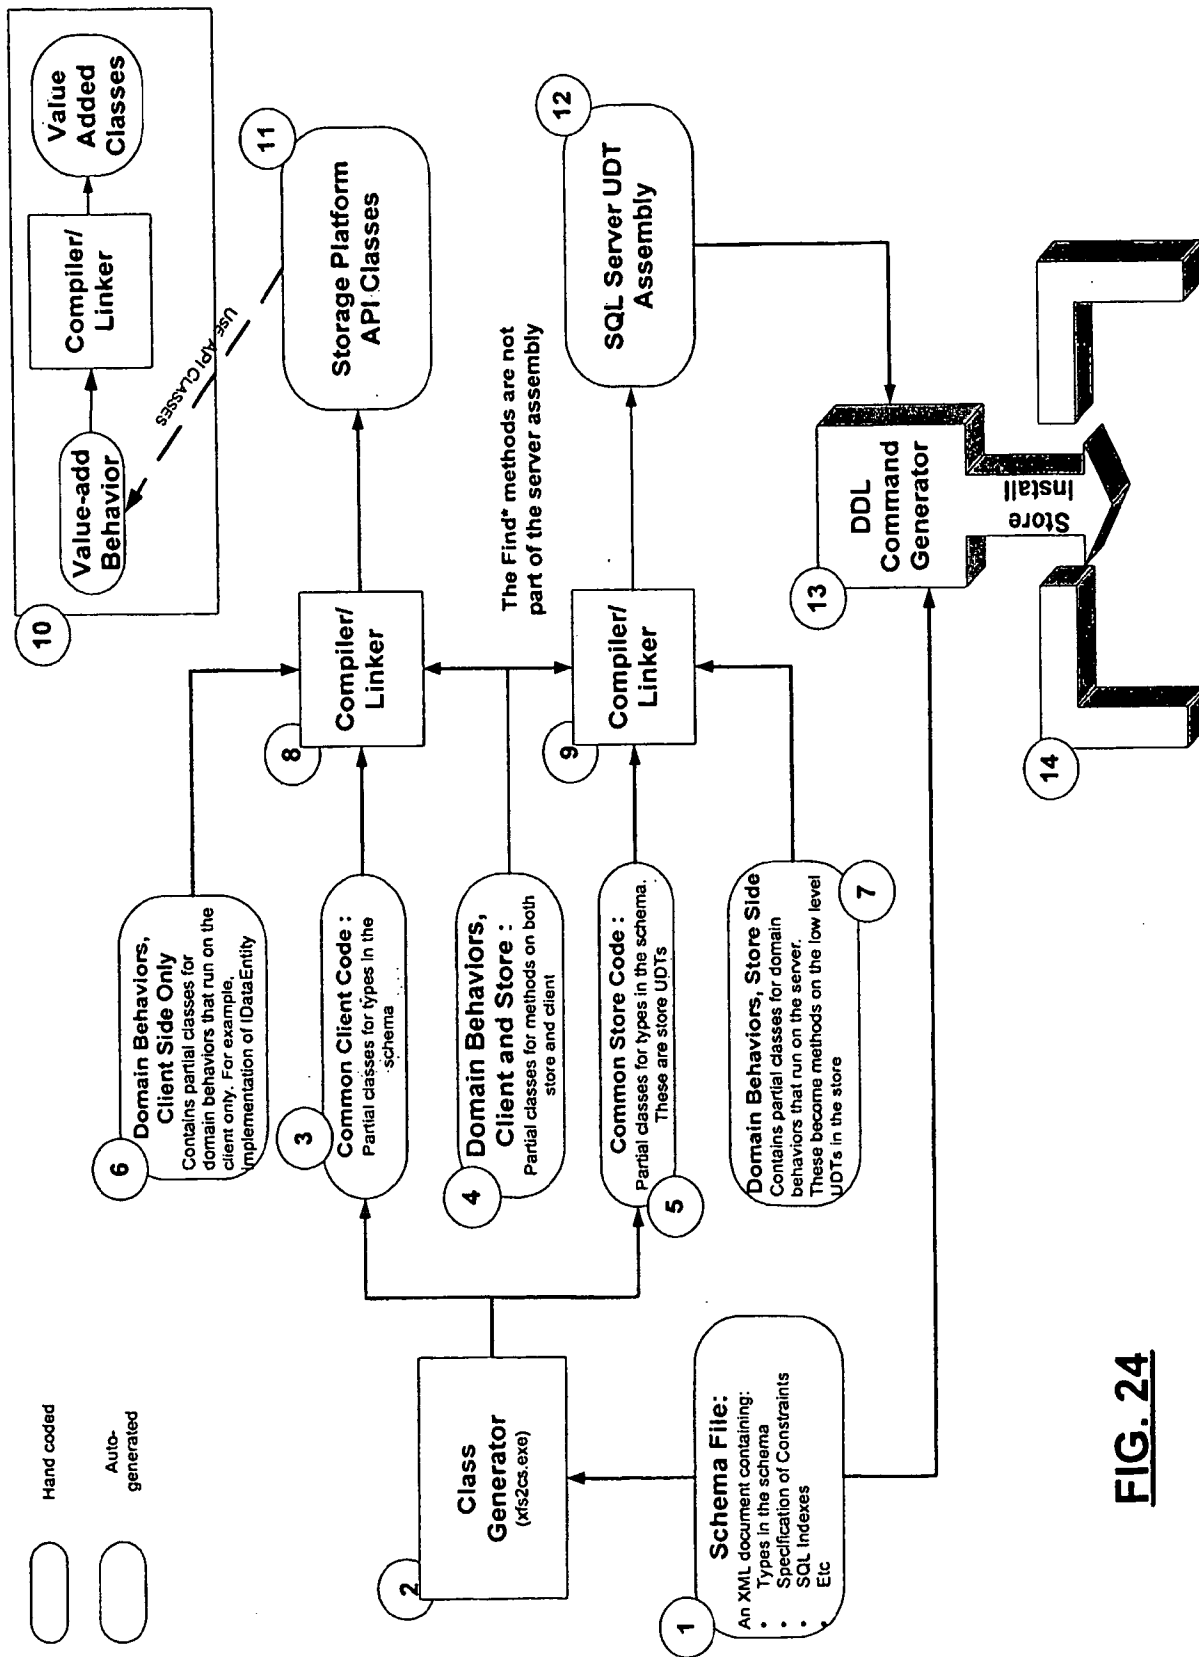 Hand coded
Auto-
generated
1
Schema File:
An XML document containing:
• Types in the schema
• Specification of Constraints
• SQL Indexes
• Etc
2
Class
Generator
(xfs2cs.exe)
6
Domain Behaviors,
Client Side Only
Contains partial classes for
domain behaviors that run on the
client only. For example,
Implementation of IDataEntity
3
Common Client Code :
Partial classes for types in the
schema
4
Domain Behaviors,
Client and Store :
Partial classes for methods on both
store and client
5
Common Store Code :
Partial classes for types in the schema.
These are store UDTs
7
Domain Behaviors, Store Side
Contains partial classes for domain
behaviors that run on the server.
These become methods on the low level
UDTs in the store
8
Compiler/
Linker
9
Compiler/
Linker
The Find* methods are not
part of the server assembly
10
Value-add
Behavior
Compiler/
Linker
Value
Added
Classes
USE API CLASSES
11
Storage Platform
API Classes
12
SQL Server UDT
Assembly
13
DDL
Command
Generator
Store
Install
14
FIG. 24